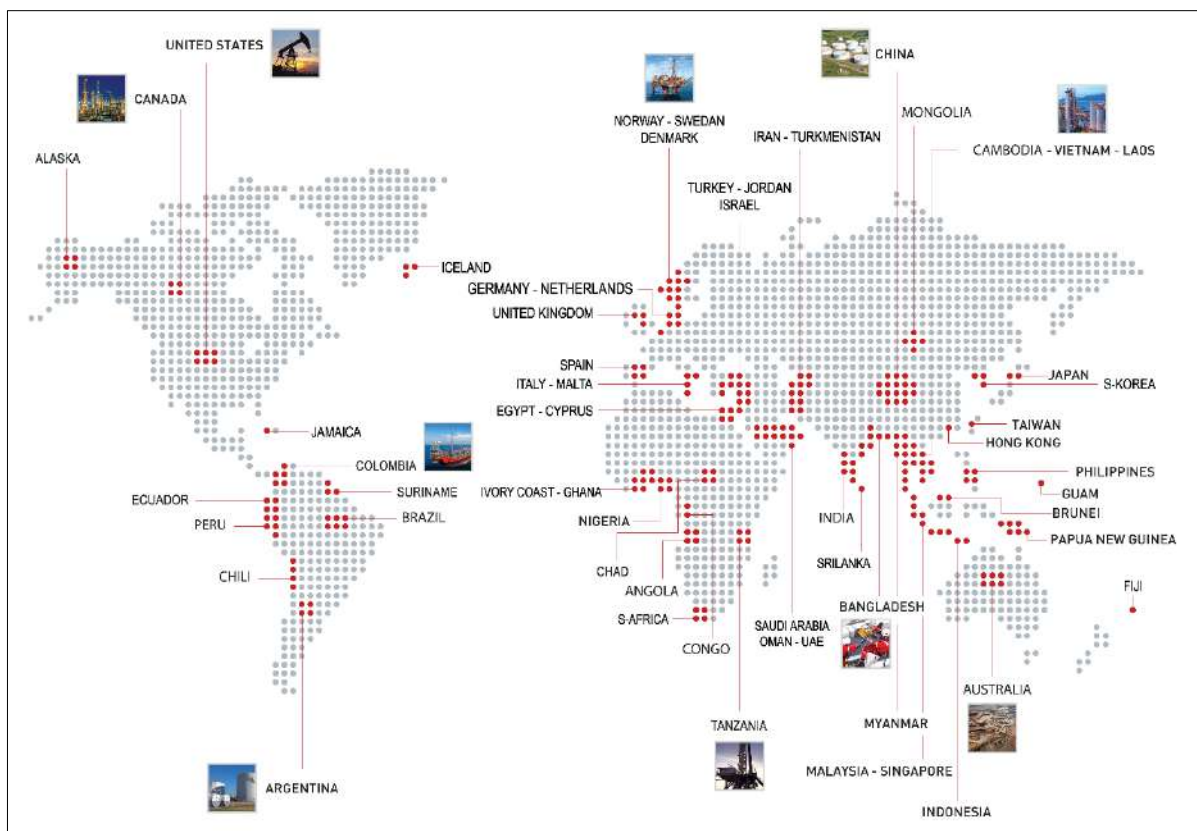 UNITED STATES
CANADA
ALASKA
ICELAND
JAMAICA
COLOMBIA
SURINAME
ECUADOR
PERU
BRAZIL
CHILI
ARGENTINA
NORWAY - SWEDEN
DENMARK
IRAN - TURKMENISTAN
CHINA
MONGOLIA
CAMBODIA - VIETNAM - LAOS
TURKEY - JORDAN
ISRAEL
GERMANY - NETHERLANDS
UNITED KINGDOM
SPAIN
ITALY - MALTA
EGYPT - CYPRUS
JAPAN
S-KOREA
TAIWAN
HONG KONG
IVORY COAST - GHANA
NIGERIA
CHAD
ANGOLA
S-AFRICA
CONGO
TANZANIA
SAUDI ARABIA
OMAN - UAE
INDIA
SRILANKA
BANGLADESH
PHILIPPINES
GUAM
BRUNEI
PAPUA NEW GUINEA
FIJI
AUSTRALIA
MYANMAR
MALAYSIA - SINGAPORE
INDONESIA